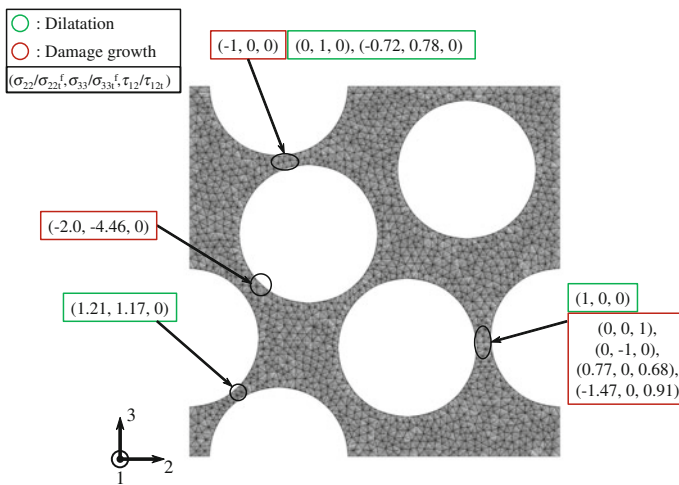 : Dilatation
: Damage growth
(σ22/σ22t^f,σ33/σ33t^f,τ12/τ12t)
(-1, 0, 0)
(0, 1, 0), (-0.72, 0.78, 0)
(-2.0, -4.46, 0)
(1.21, 1.17, 0)
(1, 0, 0)
(0, 0, 1),
(0, -1, 0),
(0.77, 0, 0.68),
(-1.47, 0, 0.91)
3
2
1